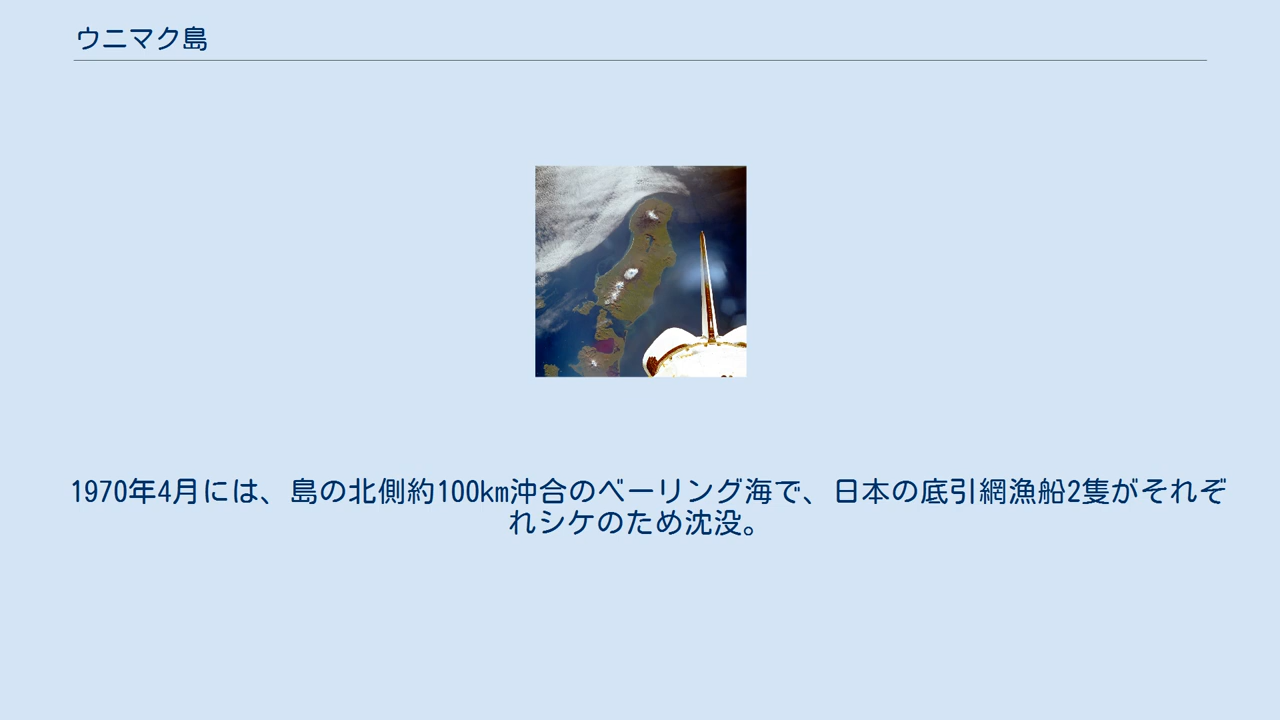 ウニマク島
1970年4月には、島の北側約100km沖合のベーリング海で、日本の底引網漁船2隻がそれぞ
れシケのため沈没。